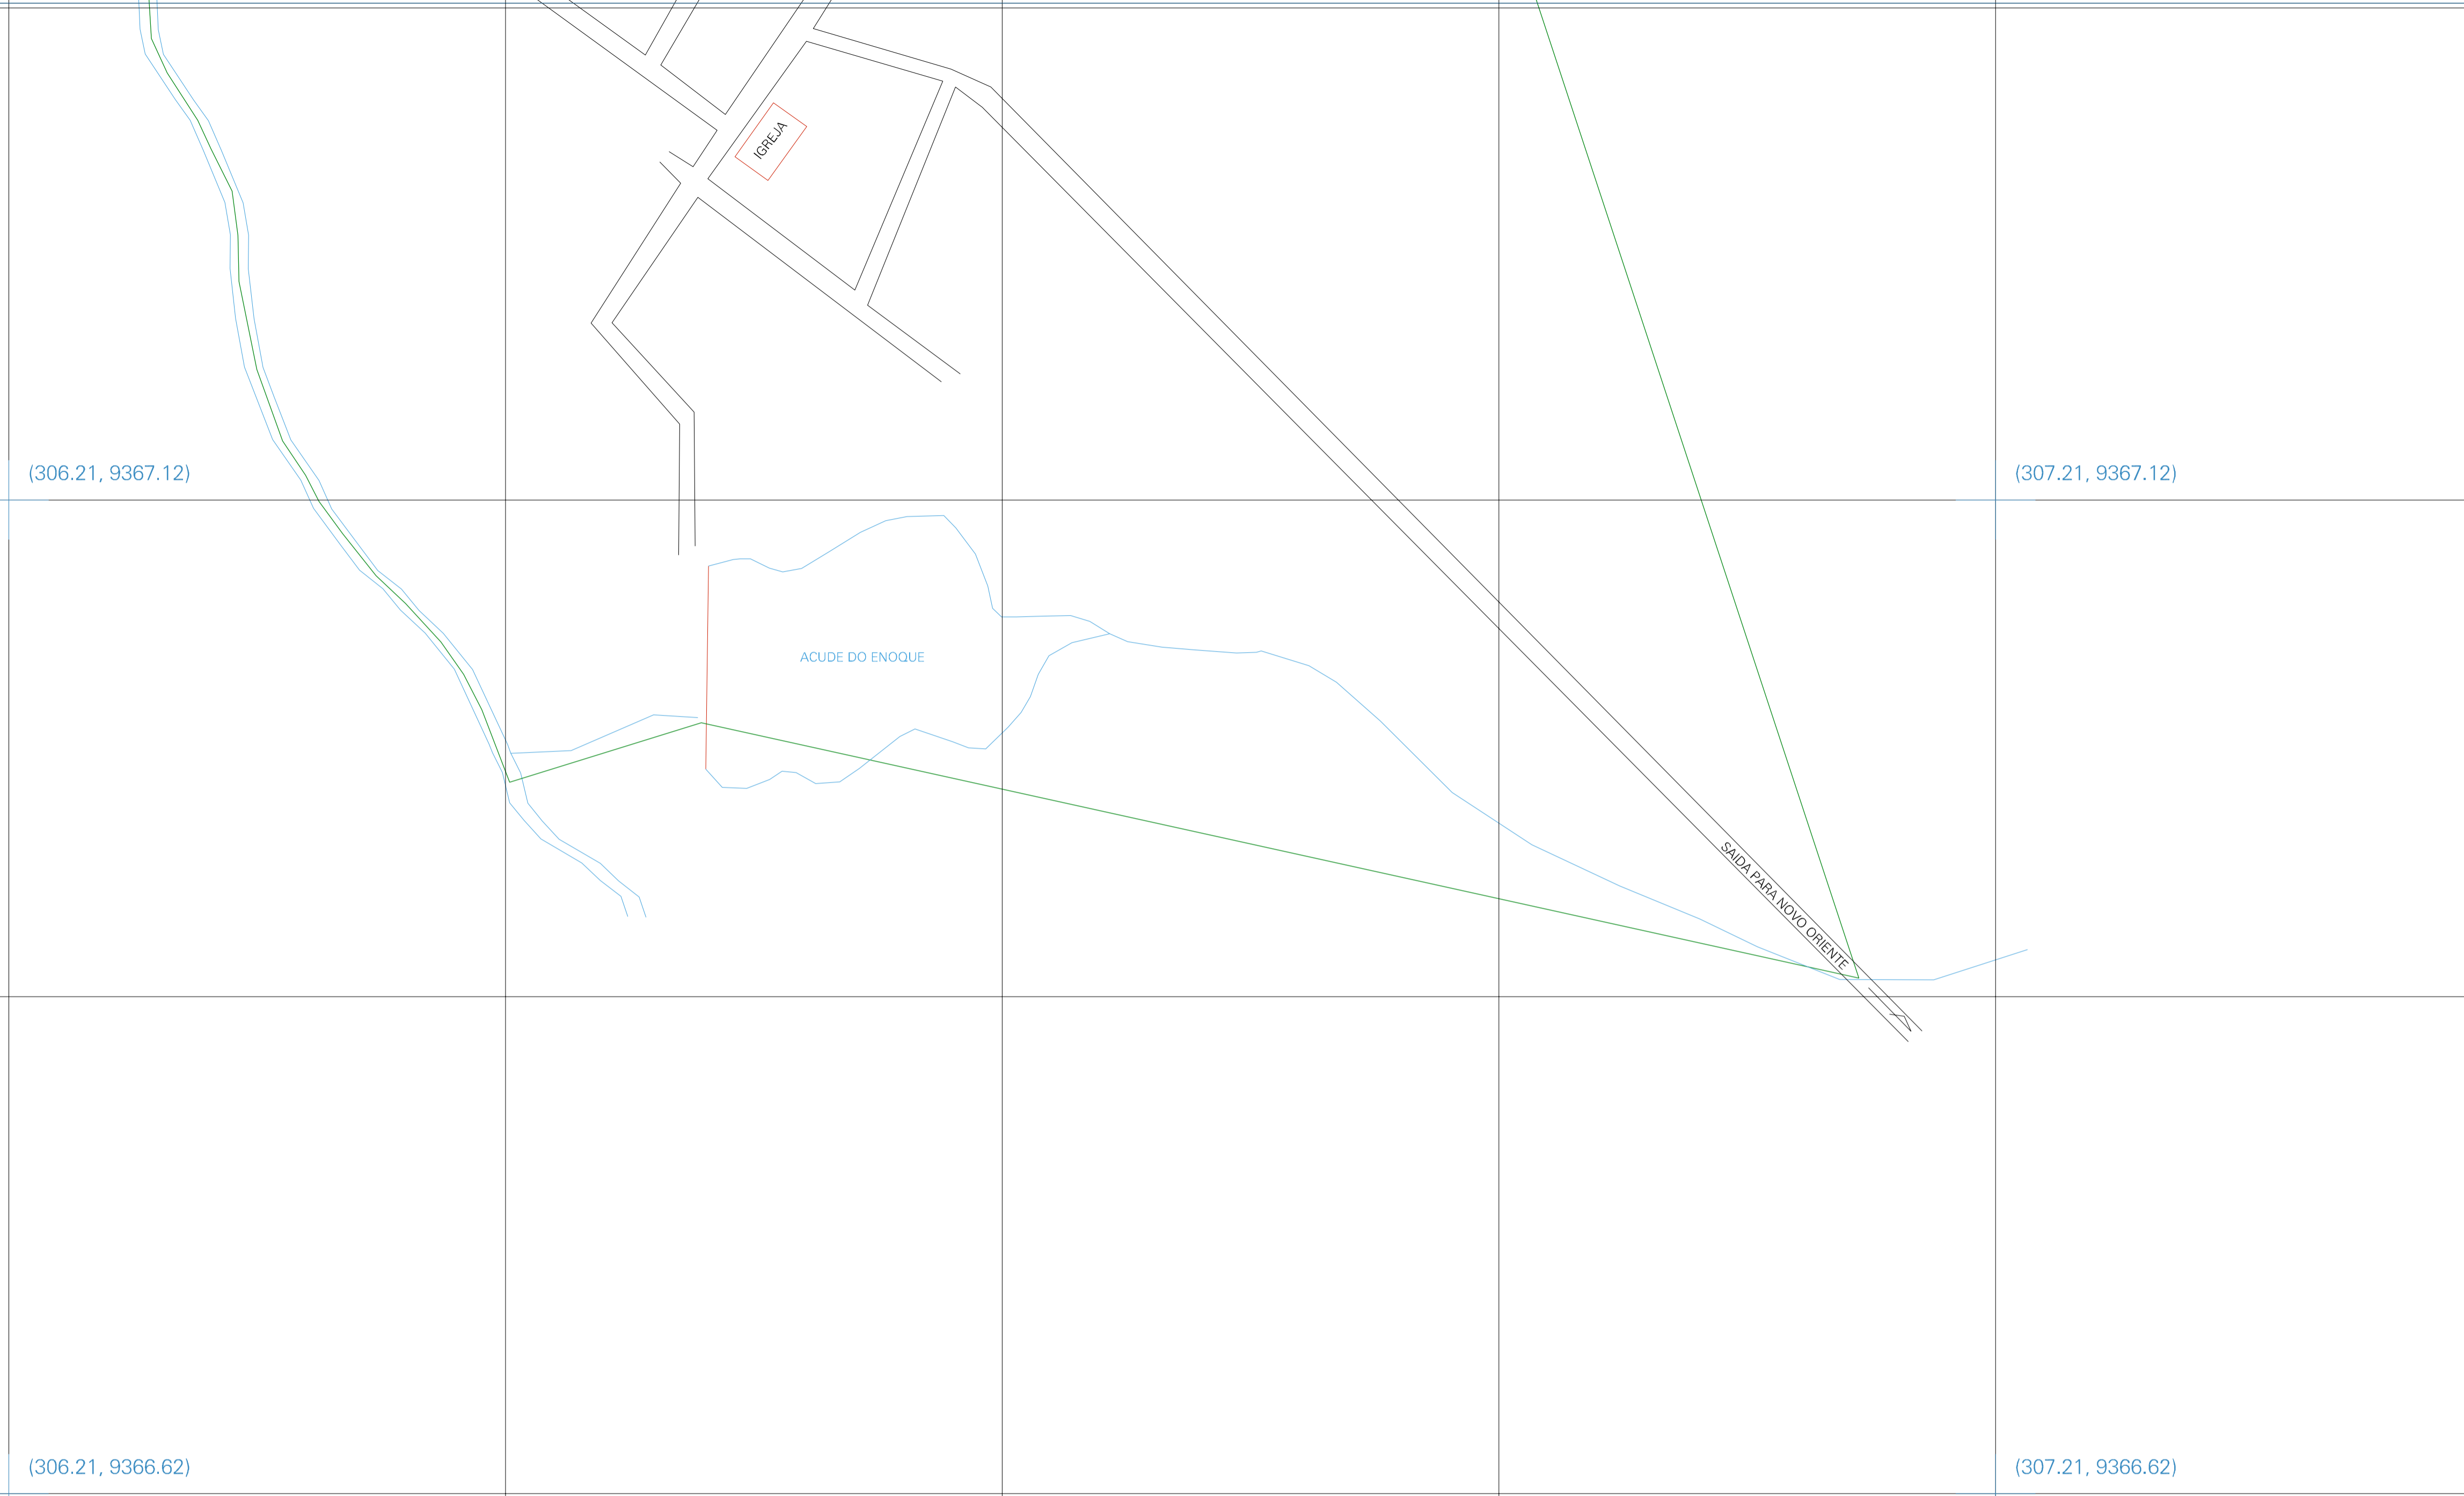 IGREJA
(306.21, 9367.12)
(307.21, 9367.12)
ACUDE DO ENOQUE
SAIDA PARA NOVO ORIENTE
(306.21, 9366.62)
(307.21, 9366.62)